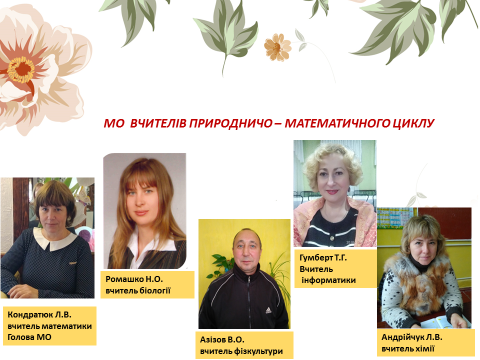 МО ВЧИТЕЛІВ ПРИРОДНИЧО – МАТЕМАТИЧНОГО ЦИКЛУ
Кондратюк Л.В.
вчитель математики
Голова МО
Ромашко Н.О.
вчитель біології
Азізов В.О.
вчитель фізкультури
Гумберт Т.Г.
Вчитель
інформатики
Андрійчук Л.В.
вчитель хімії